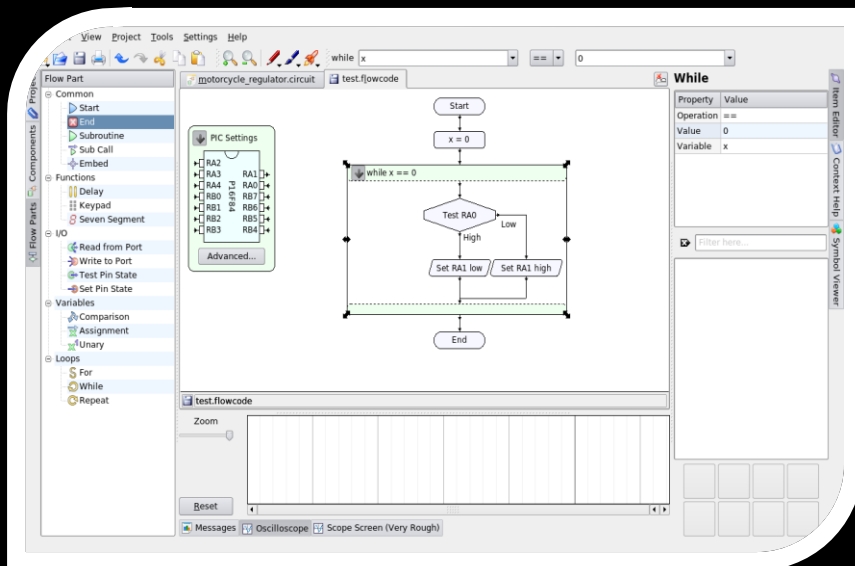 View Project Tools Settings Help
while x == 0
Flow Part
Common
Start
End
Subroutine
Sub Call
Embed
Functions
Delay
Keypad
Seven Segment
I/O
Read from Port
Write to Port
Test Pin State
Set Pin State
Variables
Comparison
Assignment
Unary
Loops
For
While
Repeat
Components
Flow Parts
motorcycle_regulator.circuit
test.flowcode
PIC Settings
RA2
RA3 RA1
RA4 RA0
RB0 RB7
RB1 RB6
RB2 RB5
RB3 RB4
P16F84
Advanced...
Start
x = 0
while x == 0
Test RA0
Low
High
Set RA1 low Set RA1 high
End
test.flowcode
Zoom
Reset
Messages Oscilloscope Scope Screen (Very Rough)
While
Property Value
Operation ==
Value 0
Variable x
Filter here...
Item Editor
Context Help
Symbol Viewer